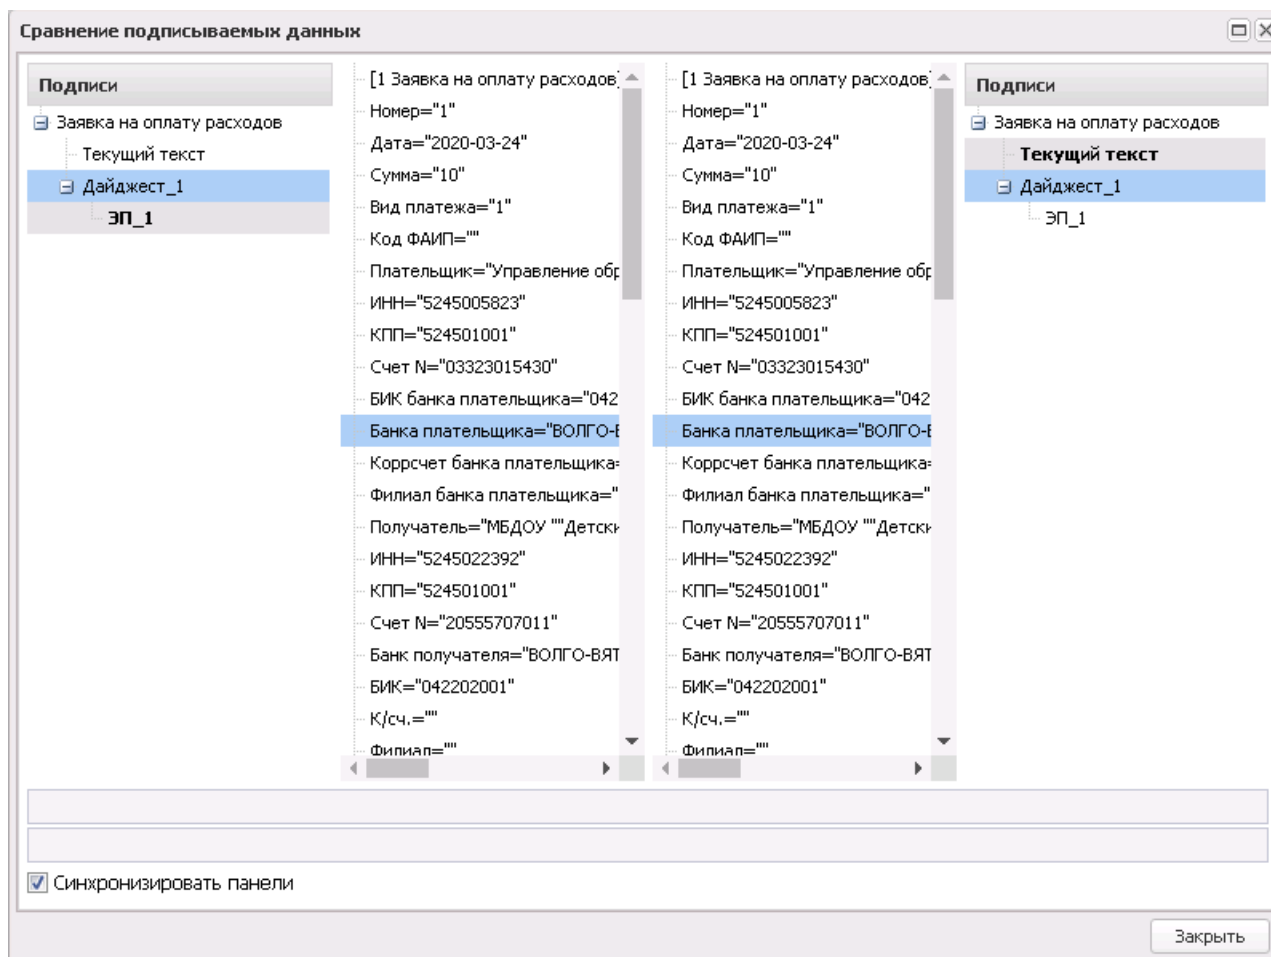 Сравнение подписываемых данных
Подписи
Заявка на оплату расходов
Текущий текст
Дайджест_1
ЭП_1
[1 Заявка на оплату расходов]
Номер="1"
Дата="2020-03-24"
Сумма="10"
Вид платежа="1"
Код ФАИП=""
Плательщик="Управление обр
ИНН="5245005823"
КПП="524501001"
Счет N="03323015430"
БИК банка плательщика="042
Банка плательщика="ВОЛГО-В
Коррсчет банка плательщика=
Филиал банка плательщика="
Получатель="МБДОУ ""Детски
ИНН="5245022392"
КПП="524501001"
Счет N="20555707011"
Банк получателя="ВОЛГО-ВЯТ
БИК="042202001"
К/сч.=""
Филиал=""
[1 Заявка на оплату расходов]
Номер="1"
Дата="2020-03-24"
Сумма="10"
Вид платежа="1"
Код ФАИП=""
Плательщик="Управление обр
ИНН="5245005823"
КПП="524501001"
Счет N="03323015430"
БИК банка плательщика="042
Банка плательщика="ВОЛГО-В
Коррсчет банка плательщика=
Филиал банка плательщика="
Получатель="МБДОУ ""Детски
ИНН="5245022392"
КПП="524501001"
Счет N="20555707011"
Банк получателя="ВОЛГО-ВЯТ
БИК="042202001"
К/сч.=""
Филиал=""
Подписи
Заявка на оплату расходов
Текущий текст
Дайджест_1
ЭП_1
Синхронизировать панели
Закрыть